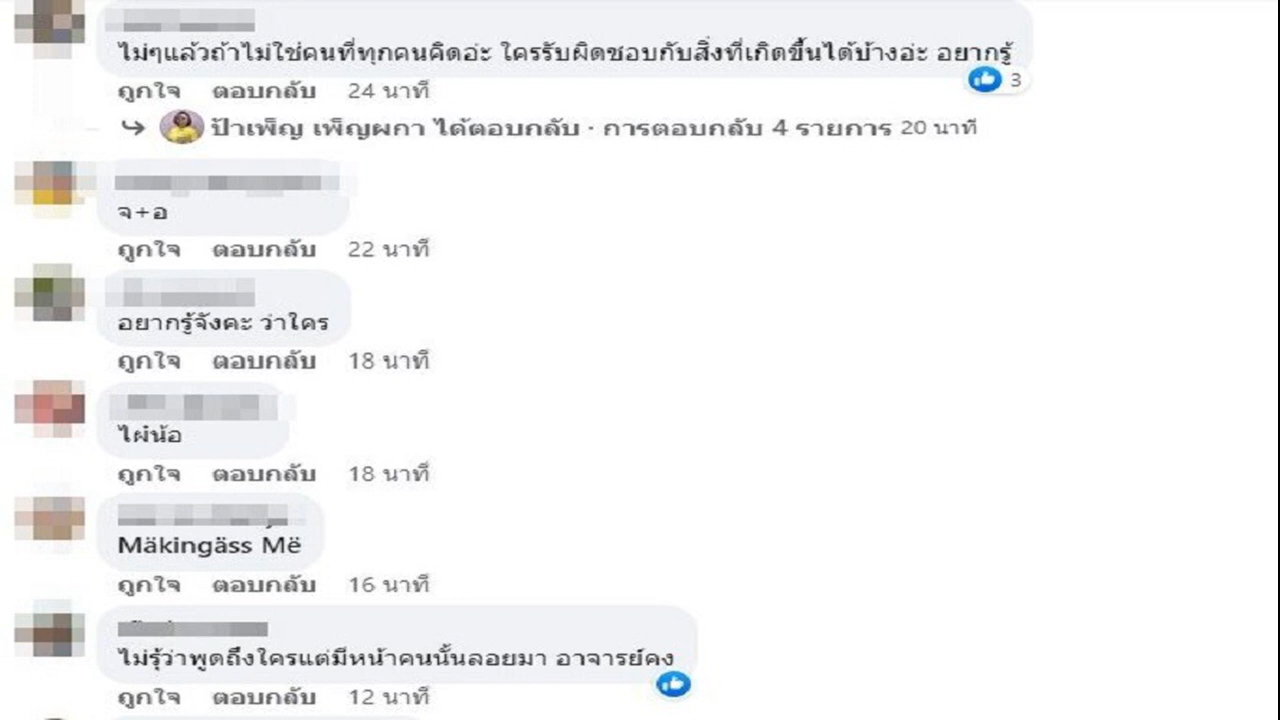 ไม่ๆแล้วถ้าไม่ใช่คนที่ทุกคนคิดอ่ะ ใครรับผิดชอบกับสิ่งที่เกิดขึ้นได้บ้างอ่ะ อยากรู้
3
ถูกใจ ตอบกลับ 24 นาที
ป้าเพ็ญ เพ็ญผกา ได้ตอบกลับ · การตอบกลับ 4 รายการ 20 นาที
จ+อ
ถูกใจ ตอบกลับ 22 นาที
อยากรู้จังคะ ว่าใคร
ถูกใจ ตอบกลับ 18 นาที
ไผ๋น้อ
ถูกใจ ตอบกลับ 18 นาที
Mäkingäss Më
ถูกใจ ตอบกลับ 16 นาที
ไม่รุ้ว่าพูดถึงใครแต่มีหน้าคนนั้นลอยมา อาจารย์คง
ถูกใจ ตอบกลับ 12 นาที